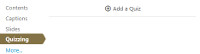 Contents
Captions
Slides
Quizzing
More...
Add a Quiz